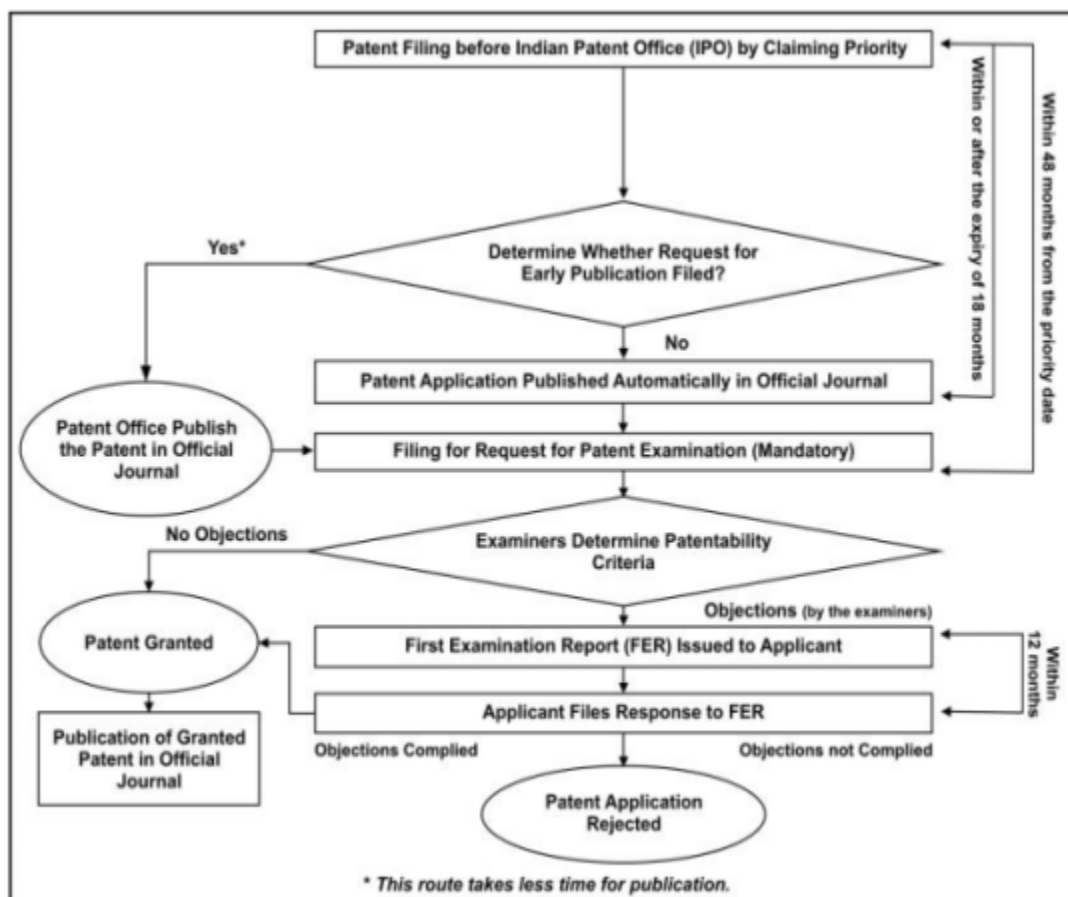 Patent Filing before Indian Patent Office (IPO) by Claiming Priority
Within or after the expiry of 18 months
Within 48 months from the priority date
Yes*
Determine Whether Request for
Early Publication Filed?
No
Patent Application Published Automatically in Official Journal
Patent Office Publish
the Patent in Official
Journal
Filing for Request for Patent Examination (Mandatory)
No Objections
Examiners Determine Patentability
Criteria
Objections (by the examiners)
Patent Granted
First Examination Report (FER) Issued to Applicant
Within
12 months
Applicant Files Response to FER
Publication of Granted
Patent in Official
Journal
Objections Complied
Objections not Complied
Patent Application
Rejected
* This route takes less time for publication.